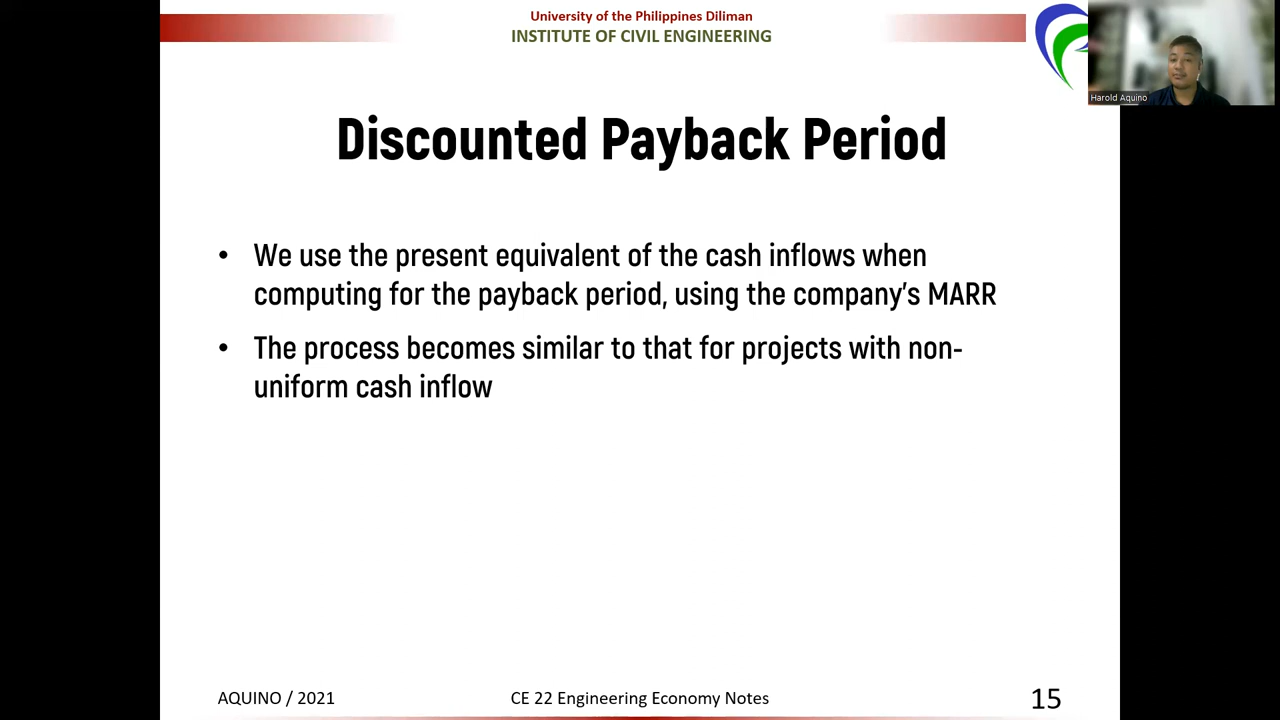 University of the Philippines Diliman
INSTITUTE OF CIVIL ENGINEERING
Harold Aquino
Discounted Payback Period
• We use the present equivalent of the cash inflows when
computing for the payback period, using the company's MARR
• The process becomes similar to that for projects with non-
uniform cash inflow
AQUINO / 2021
CE 22 Engineering Economy Notes
15